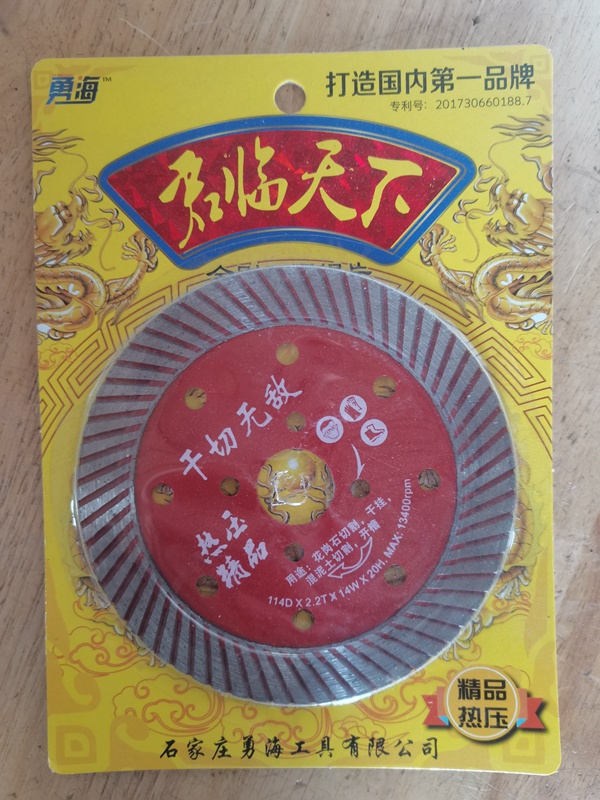 勇海™
打造国内第一品牌
专利号: 201730660188.7
君临天下
干切无敌
热压
精品
用途：花岗石切割，干挂，
混泥土切割，开槽
114D X 2.2T X 14W X 20H. MAX: 13400rpm
精品
热压
石家庄勇海工具有限公司